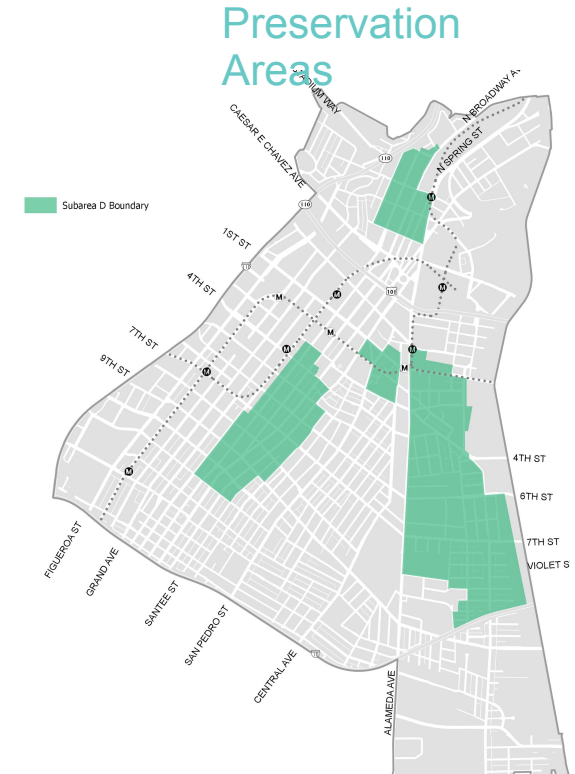 Preservation
Areas
STADIUM WAY
N BROADWAY AV
CAESAR E CHAVEZ AVE
N SPRING ST
110
M
Subarea D Boundary
110
1ST ST
4TH ST
101
M
M
M
7TH ST
M
M
M
M
M
9TH ST
M
4TH ST
6TH ST
7TH ST
VIOLET S
FIGUEROA ST
GRAND AVE
SANTEE ST
SAN PEDRO ST
CENTRAL AVE
ALAMEDA AVE